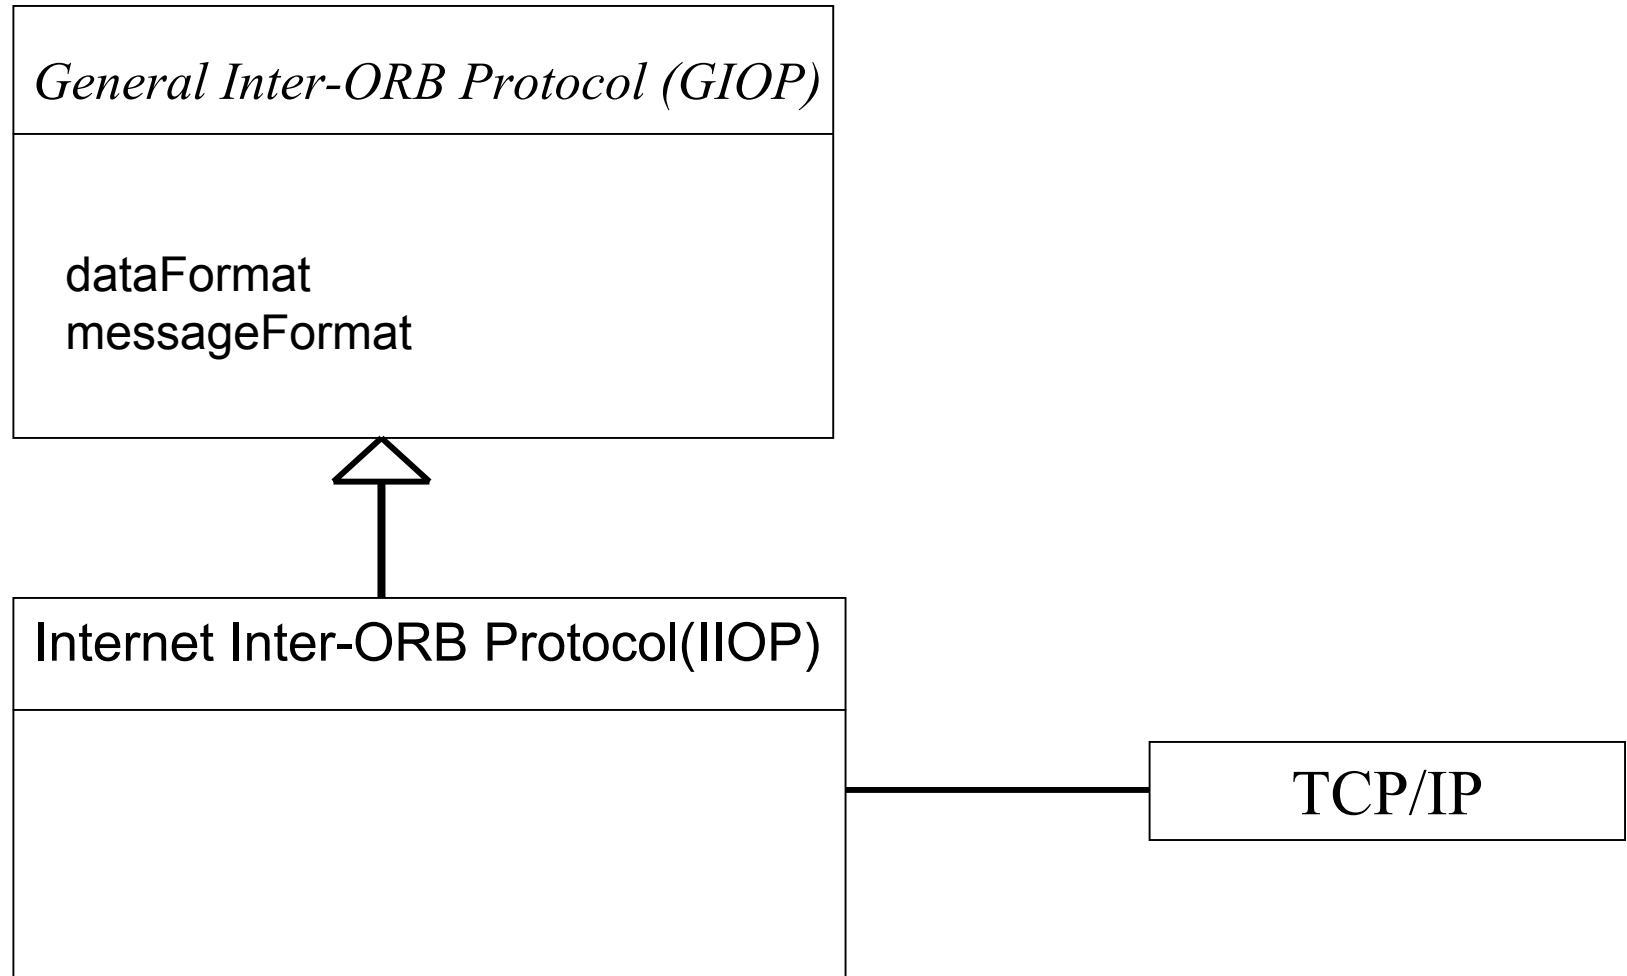 General Inter-ORB Protocol (GIOP)
dataFormat
messageFormat
Internet Inter-ORB Protocol(IIOP)
TCP/IP